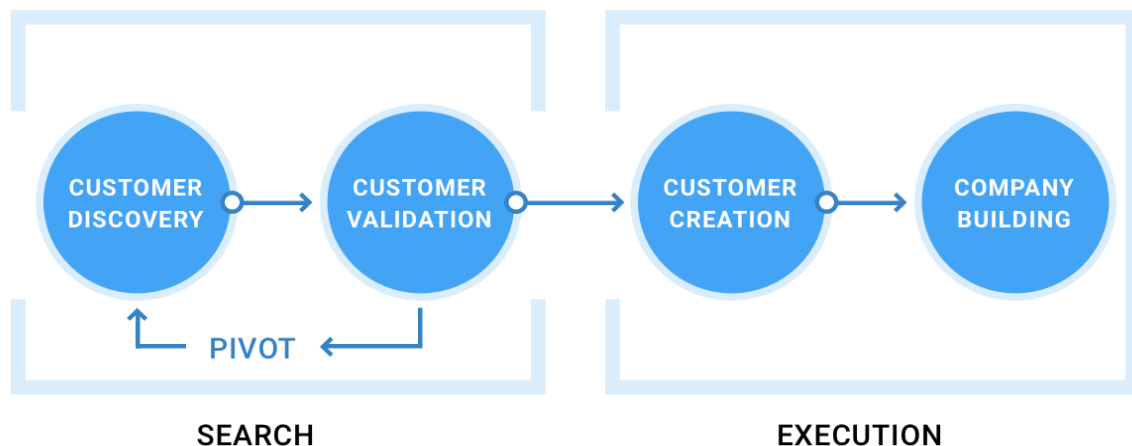 CUSTOMER
DISCOVERY
CUSTOMER
VALIDATION
CUSTOMER
CREATION
COMPANY
BUILDING
PIVOT
SEARCH
EXECUTION